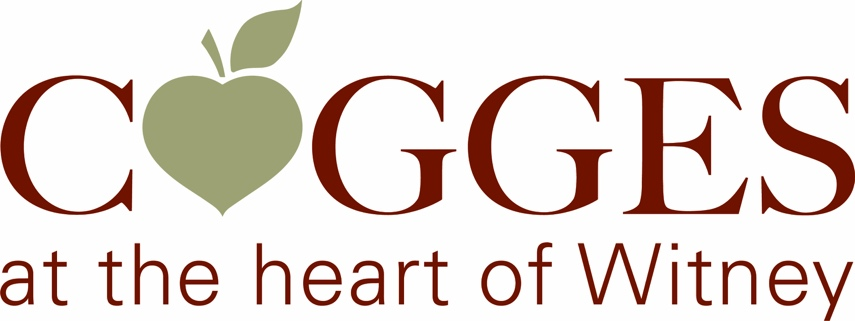 COGGES
at the heart of Witney